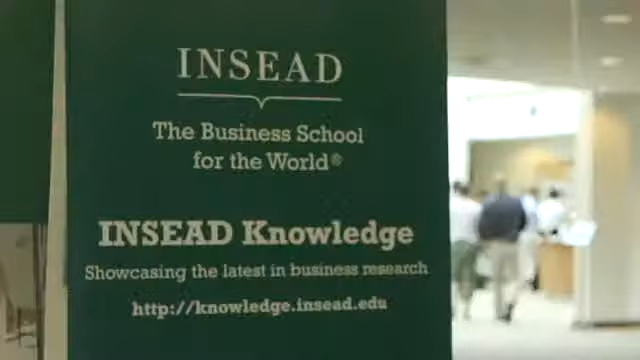 INSEAD
The Business School
for the World®
INSEAD Knowledge
Showcasing the latest in business research
http://knowledge.insead.edu